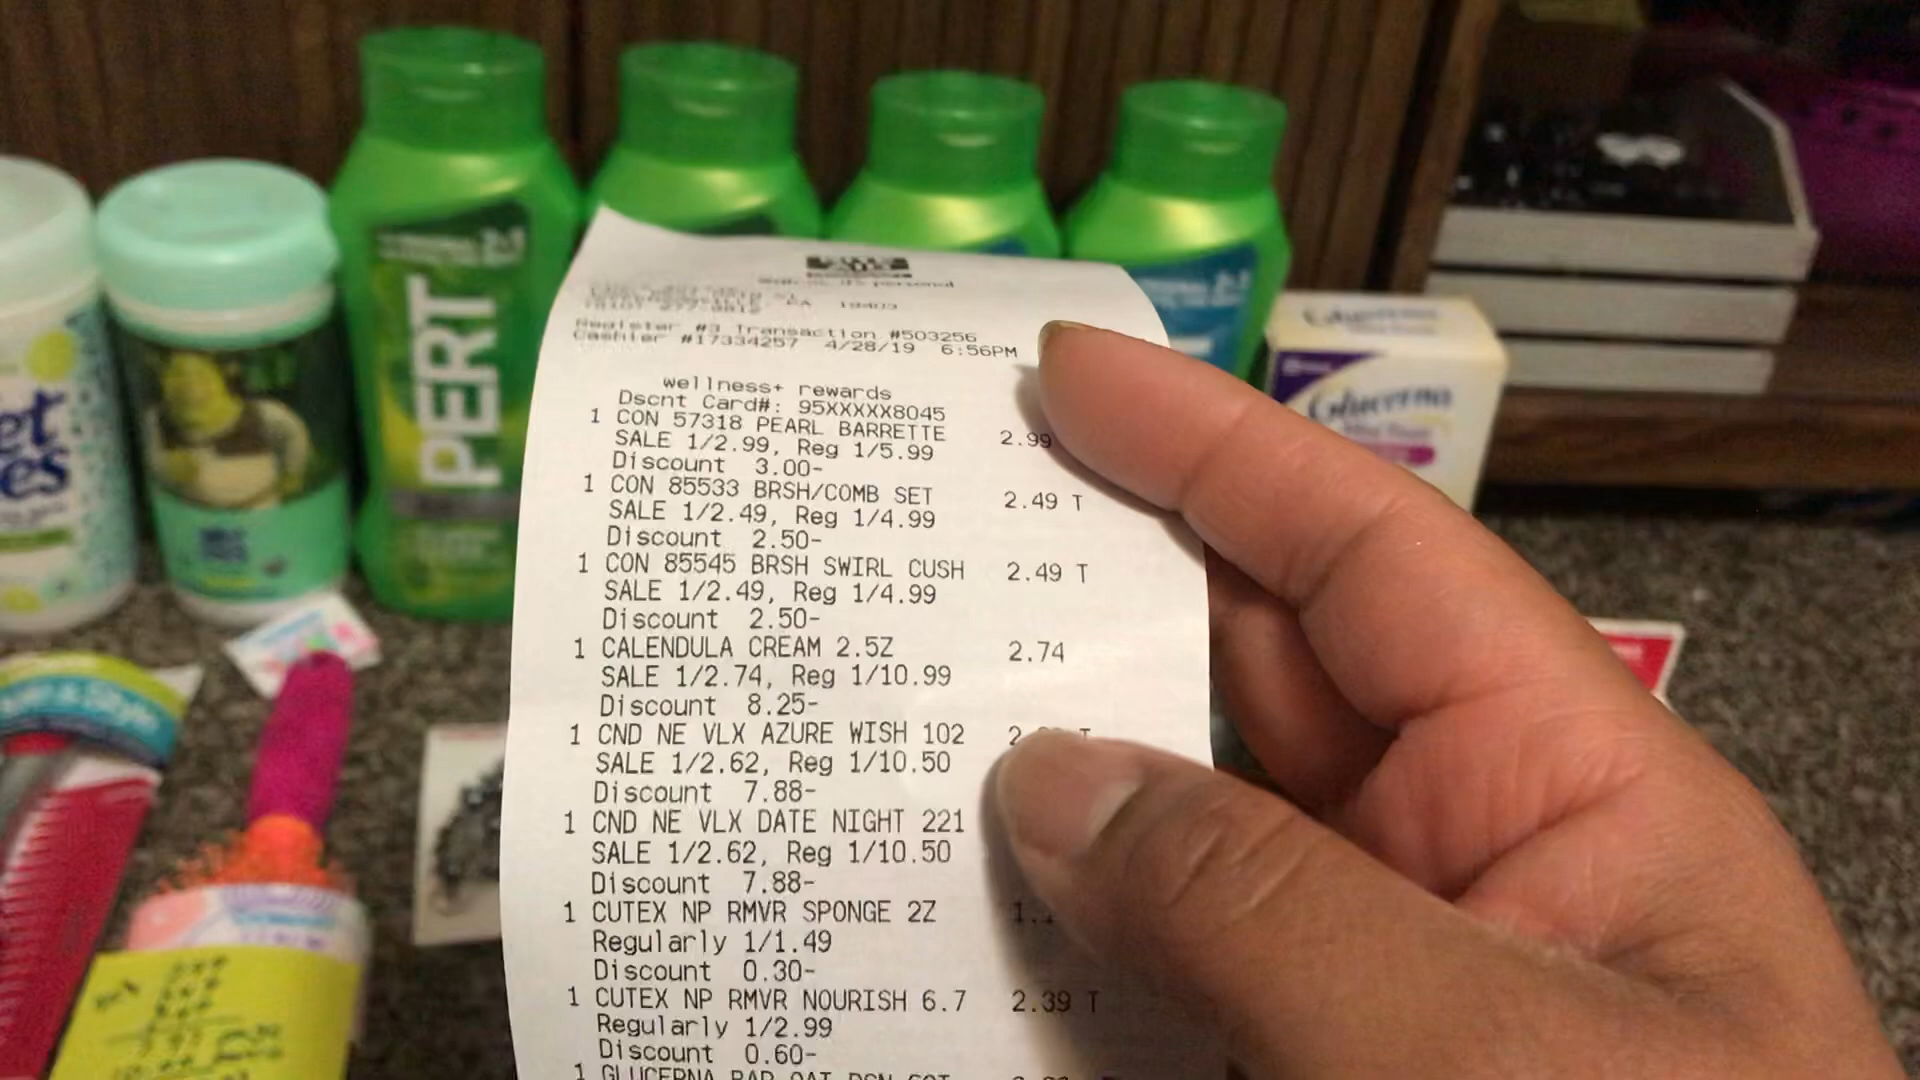 Register #3 Transaction #503256
Cashier #17334257 4/28/19 6:56PM
wellness+ rewards
Dscnt Card#: 95XXXXX8045
1 CON 57318 PEARL BARRETTE 2.99
SALE 1/2.99, Reg 1/5.99
Discount 3.00-
1 CON 85533 BRSH/COMB SET 2.49 T
SALE 1/2.49, Reg 1/4.99
Discount 2.50-
1 CON 85545 BRSH SWIRL CUSH 2.49 T
SALE 1/2.49, Reg 1/4.99
Discount 2.50-
1 CALENDULA CREAM 2.5Z 2.74
SALE 1/2.74, Reg 1/10.99
Discount 8.25-
1 CND NE VLX AZURE WISH 102
SALE 1/2.62, Reg 1/10.50
Discount 7.88-
1 CND NE VLX DATE NIGHT 221
SALE 1/2.62, Reg 1/10.50
Discount 7.88-
1 CUTEX NP RMVR SPONGE 2Z
Regularly 1/1.49
Discount 0.30-
1 CUTEX NP RMVR NOURISH 6.7 2.39 T
Regularly 1/2.99
Discount 0.60-
PERT
Glucerna